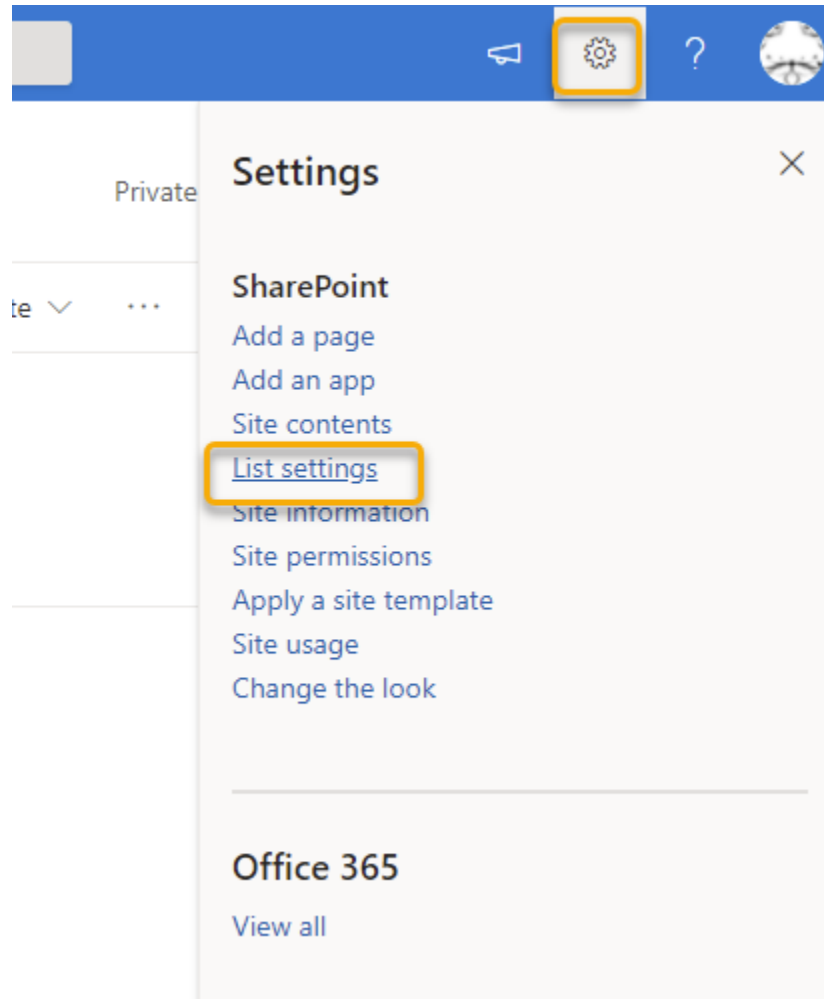 ?
Settings
Private
SharePoint
te
Add a page
Add an app
Site contents
List settings
Site information
Site permissions
Apply a site template
Site usage
Change the look
Office 365
View all